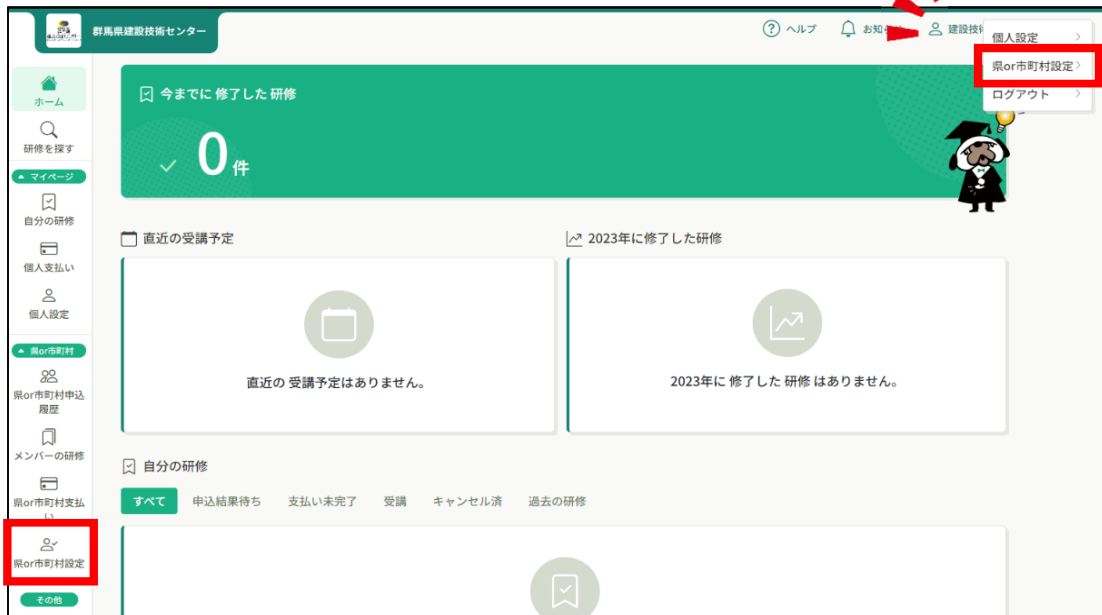 群馬県建設技術センター
ヘルプ
お知
建設技
個人設定
県or市町村設定
ログアウト
ホーム
研修を探す
マイページ
自分の研修
個人支払い
個人設定
県or市町村
県or市町村申込
履歴
メンバーの研修
県or市町村支払
い
県or市町村設定
その他
今までに 修了した 研修
0件
直近の受講予定
直近の 受講予定はありません。
2023年に修了した研修
2023年に 修了した 研修 はありません。
自分の研修
すべて 申込結果待ち 支払い未完了 受講 キャンセル済 過去の研修